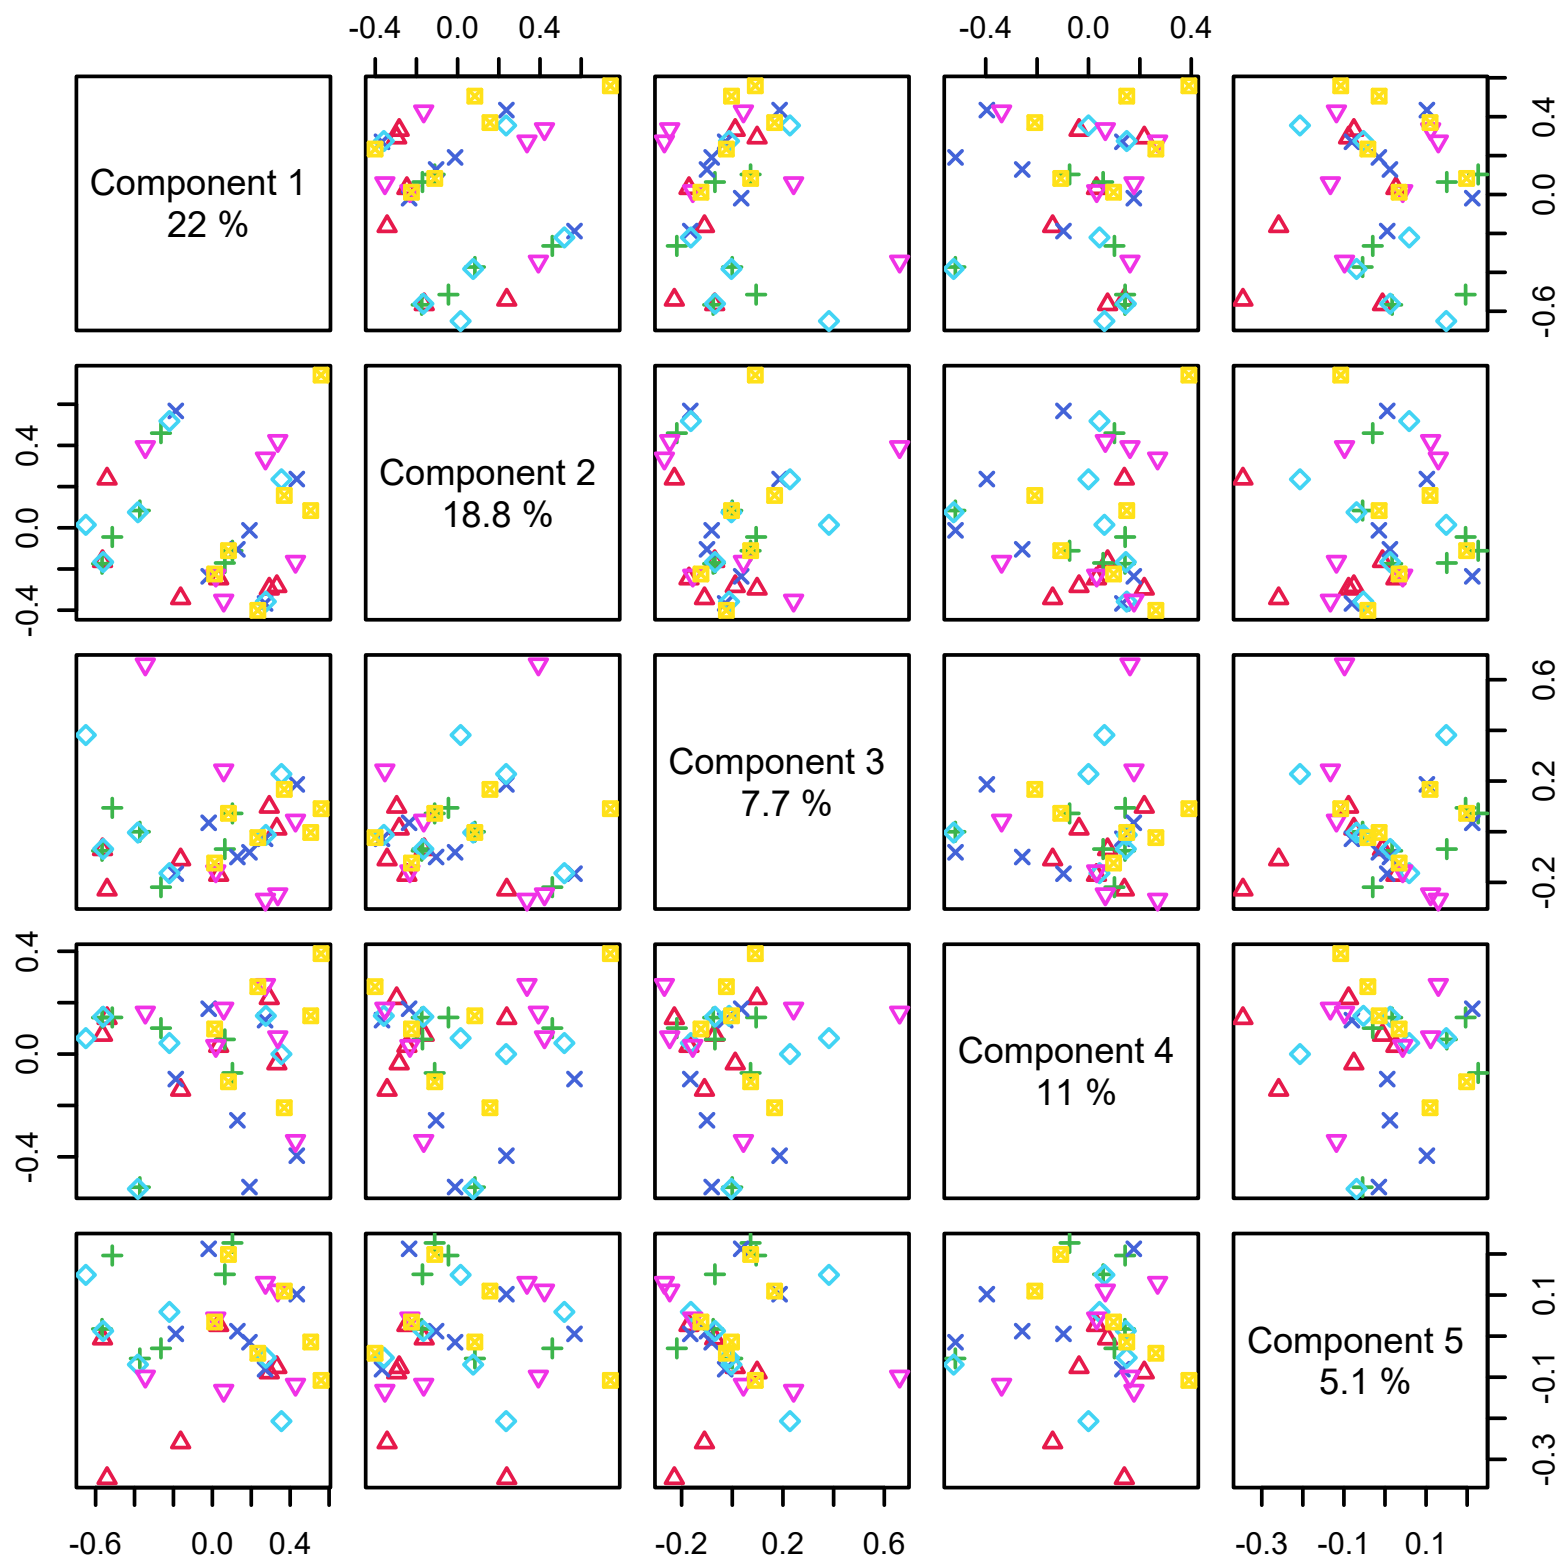 -0.4 0.0 0.4 -0.4 0.0 0.4
Component 1
22 %
-0.6 0.0 0.4
Component 2
18.8 %
-0.4 0.0 0.4
Component 3
7.7 %
-0.2 0.2 0.6
Component 4
11 %
-0.4 0.0 0.4
Component 5
5.1 %
-0.3 -0.1 0.1
-0.6 0.0 0.4 -0.2 0.2 0.6 -0.3 -0.1 0.1